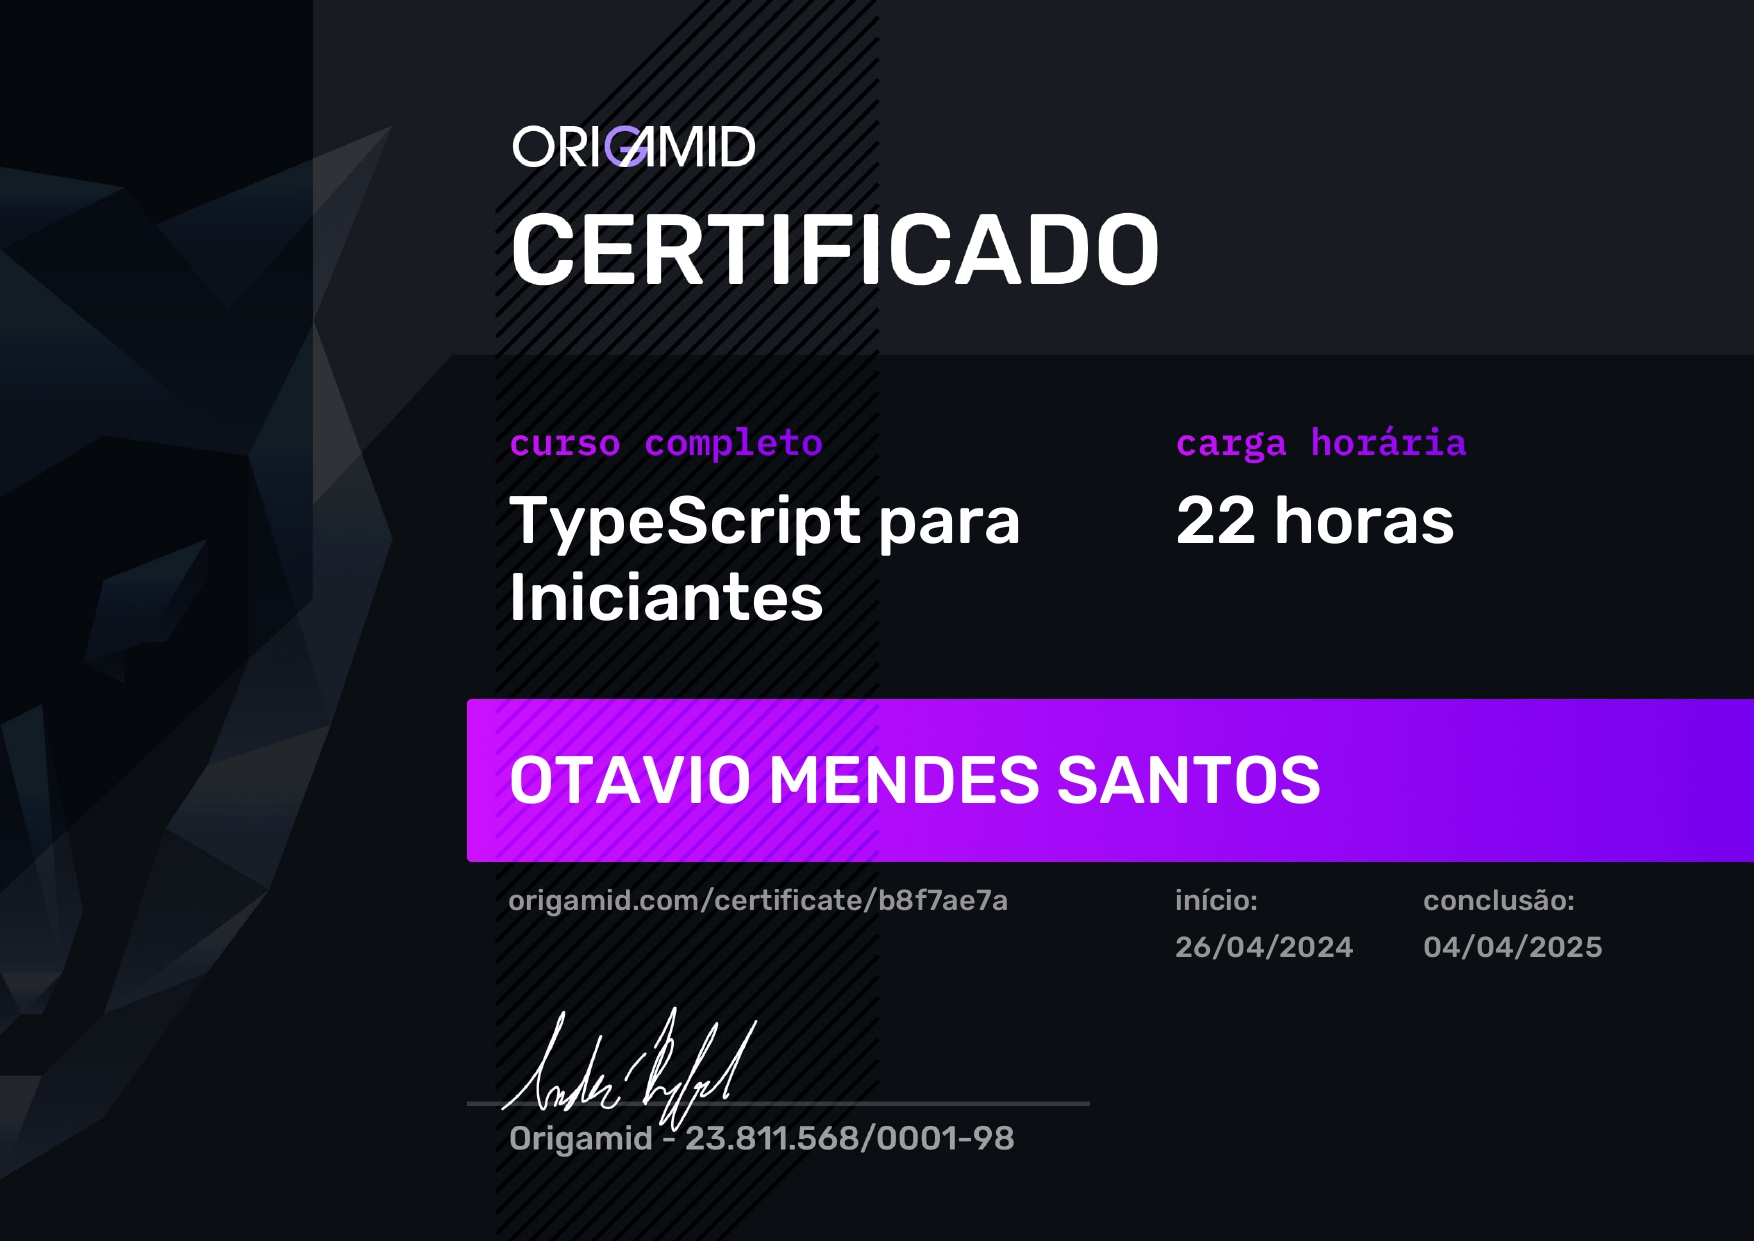 ORIGAMID
CERTIFICADO
curso completo
TypeScript para
Iniciantes
carga horária
22 horas
OTAVIO MENDES SANTOS
origamid.com/certificate/b8f7ae7a
início:
26/04/2024
conclusão:
04/04/2025
Origamid - 23.811.568/0001-98